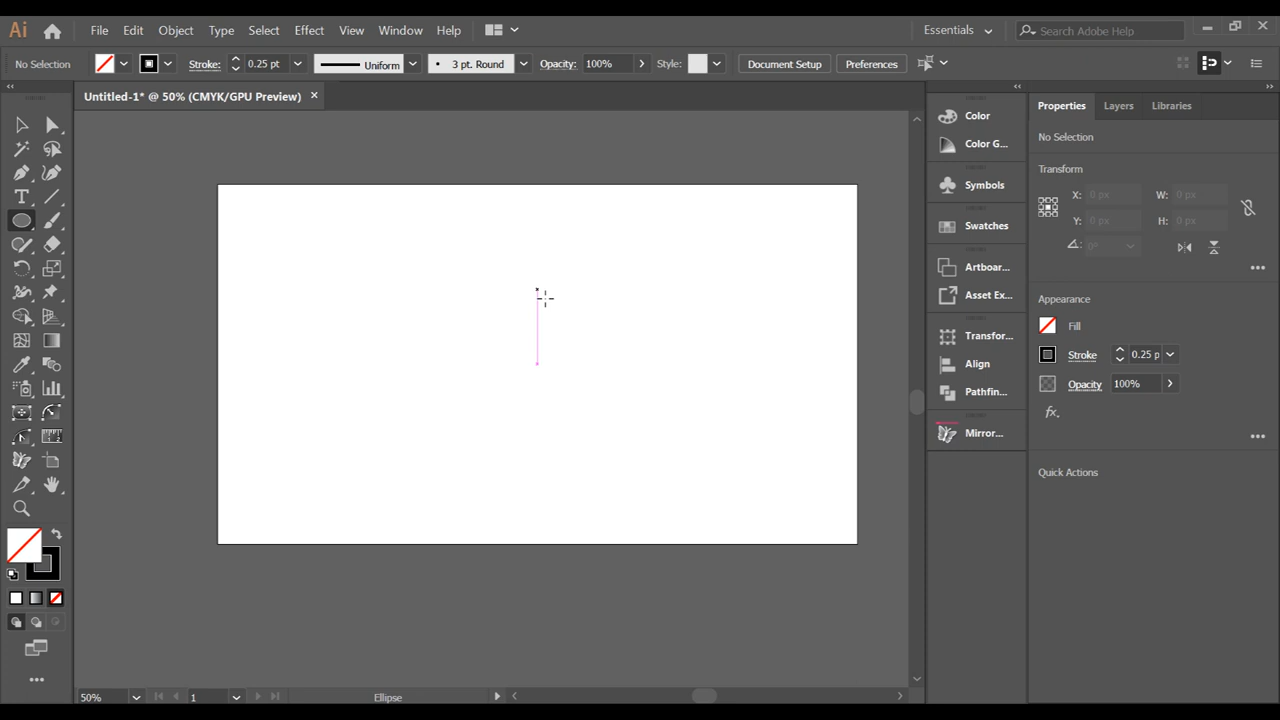 Ai File Edit Object Type Select Effect View Window Help Essentials Search Adobe Help
No Selection Stroke: 0.25 pt Uniform 3 pt. Round Opacity: 100% Style: Document Setup Preferences
Untitled-1* @ 50% (CMYK/GPU Preview)
Color
Color G...
Symbols
Swatches
Artboar...
Asset Ex...
Transfor...
Align
Pathfin...
Mirror...
Properties Layers Libraries
No Selection
Transform
X: 0 px W: 0 px
Y: 0 px H: 0 px
0°
Appearance
Fill
Stroke 0.25 p
Opacity 100%
fx.
Quick Actions
50% 1 Ellipse